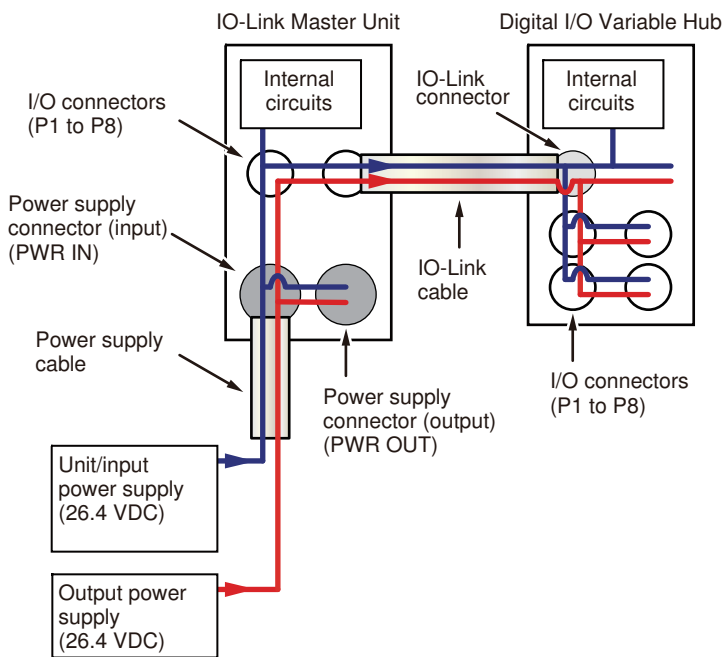 IO-Link Master Unit
Digital I/O Variable Hub
Internal
circuits
IO-Link
connector
Internal
circuits
I/O connectors
(P1 to P8)
Power supply
connector (input)
(PWR IN)
IO-Link
cable
Power supply
cable
Power supply
connector (output)
(PWR OUT)
I/O connectors
(P1 to P8)
Unit/input
power supply
(26.4 VDC)
Output power
supply
(26.4 VDC)